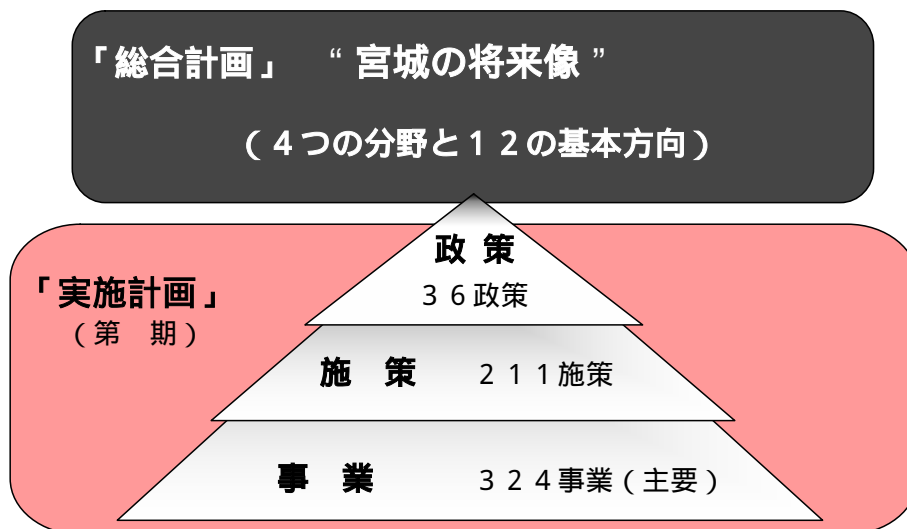 「総合計画」 “宮城の将来像”
(4つの分野と12の基本方向)
政 策
36政策
「実施計画」
(第 期)
施 策 211施策
事 業 324事業(主要)